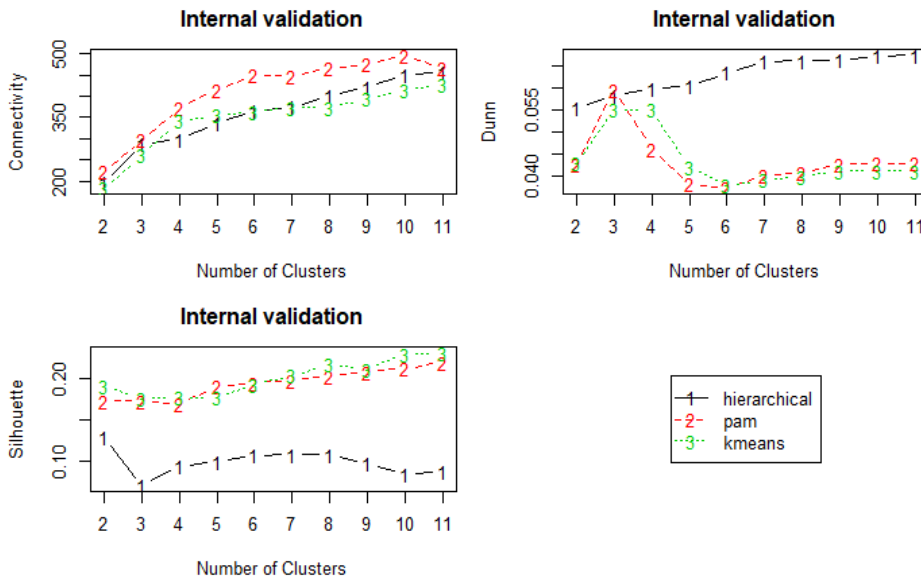 Internal validation
Connectivity
500
350
200
2 3 4 5 6 7 8 9 10 11
Number of Clusters
Internal validation
Dunn
0.055
0.040
2 3 4 5 6 7 8 9 10 11
Number of Clusters
Internal validation
Silhouette
0.20
0.10
2 3 4 5 6 7 8 9 10 11
Number of Clusters
1 hierarchical
2 pam
3 kmeans